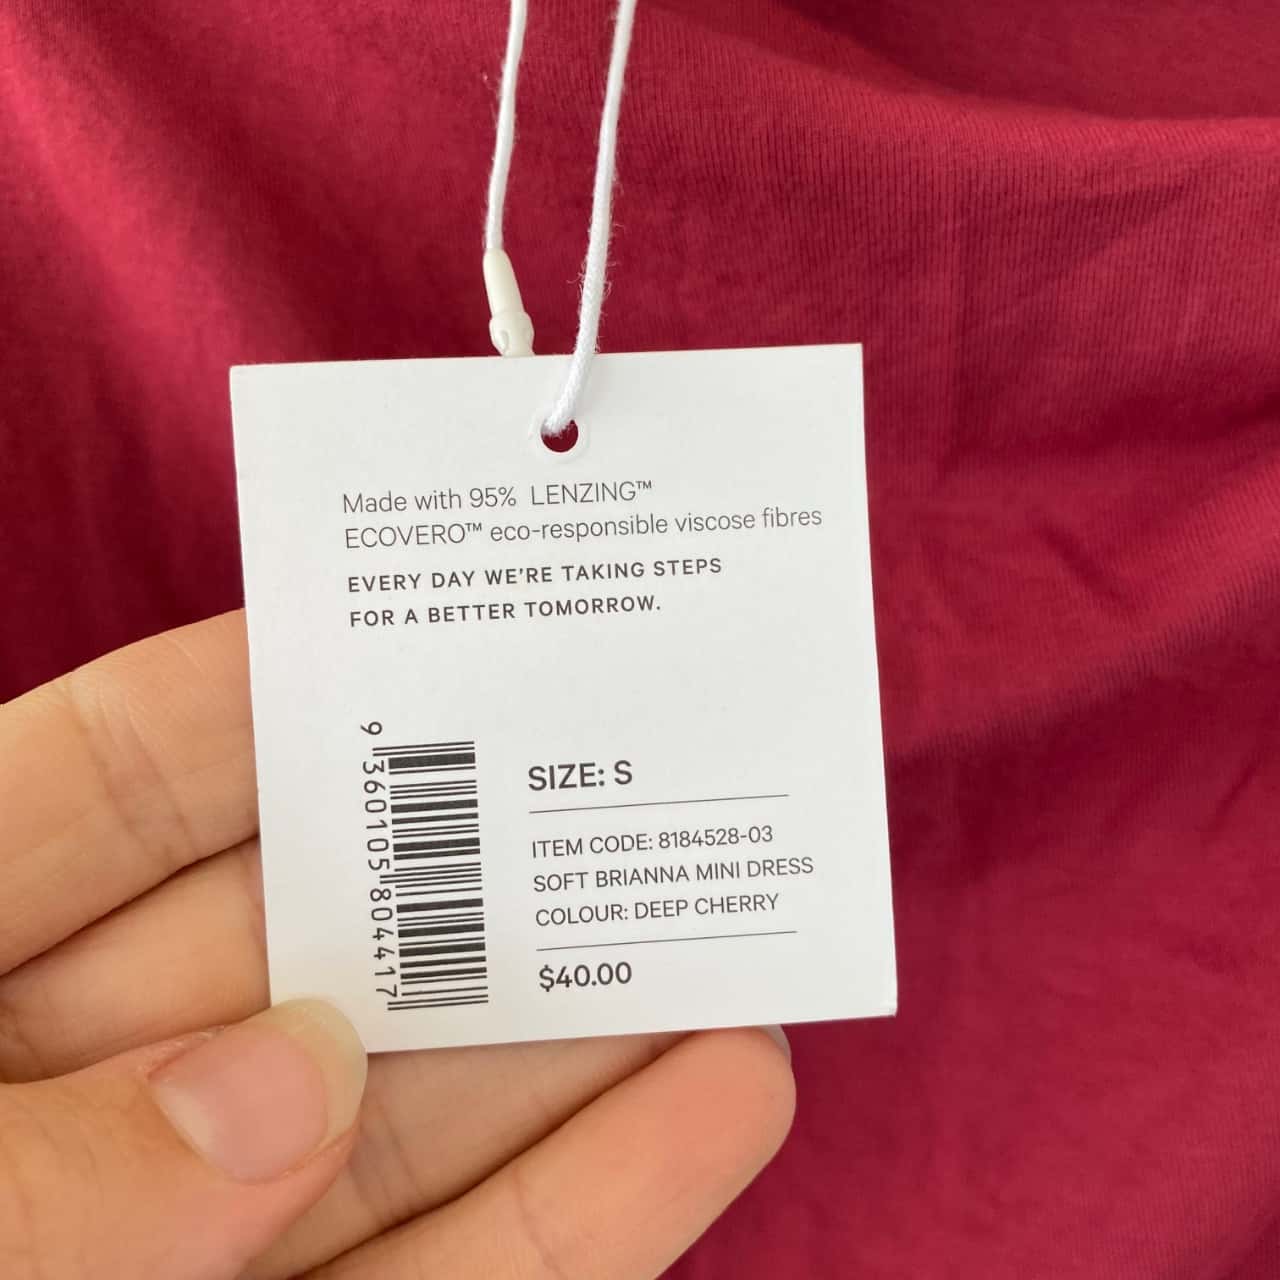 Made with 95% LENZING™
ECOVERO™ eco-responsible viscose fibres
EVERY DAY WE'RE TAKING STEPS
FOR A BETTER TOMORROW.
9 360105 804417
SIZE: S
ITEM CODE: 8184528-03
SOFT BRIANNA MINI DRESS
COLOUR: DEEP CHERRY
$40.00